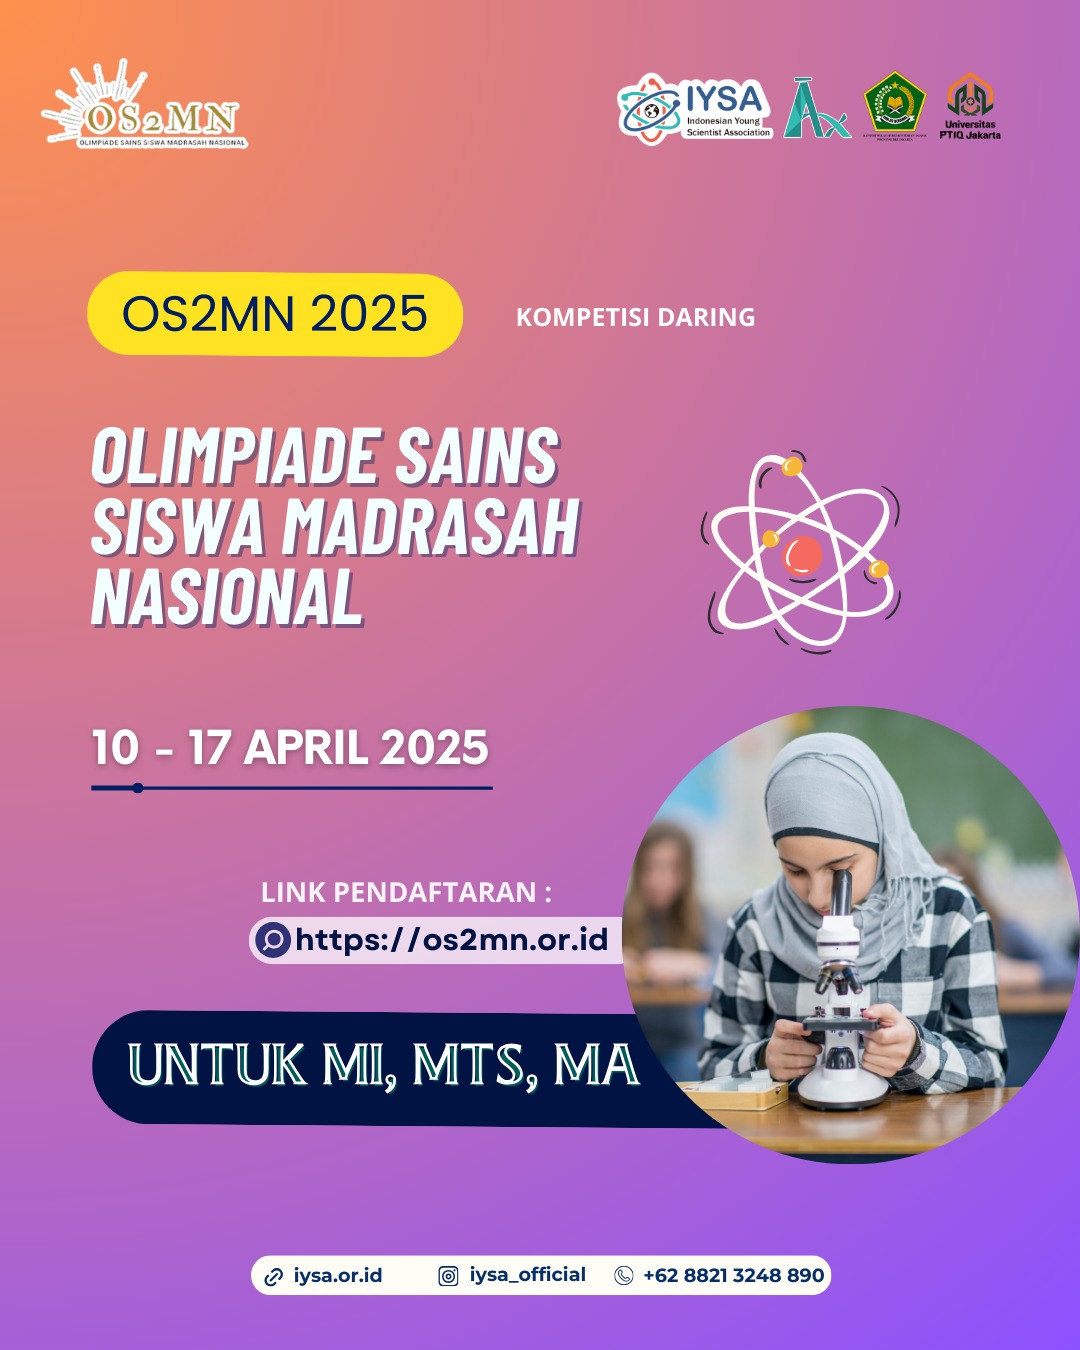 OS2MN
OLIMPIADE SAINS SISWA MADRASAH NASIONAL
IYSA
Indonesian Young
Scientist Association
Universitas
PTIQ Jakarta
OS2MN 2025
KOMPETISI DARING
OLIMPIADE SAINS
SISWA MADRASAH
NASIONAL
10 - 17 APRIL 2025
LINK PENDAFTARAN :
https://os2mn.or.id
UNTUK MI, MTS, MA
iysa.or.id
iysa_official
+62 8821 3248 890